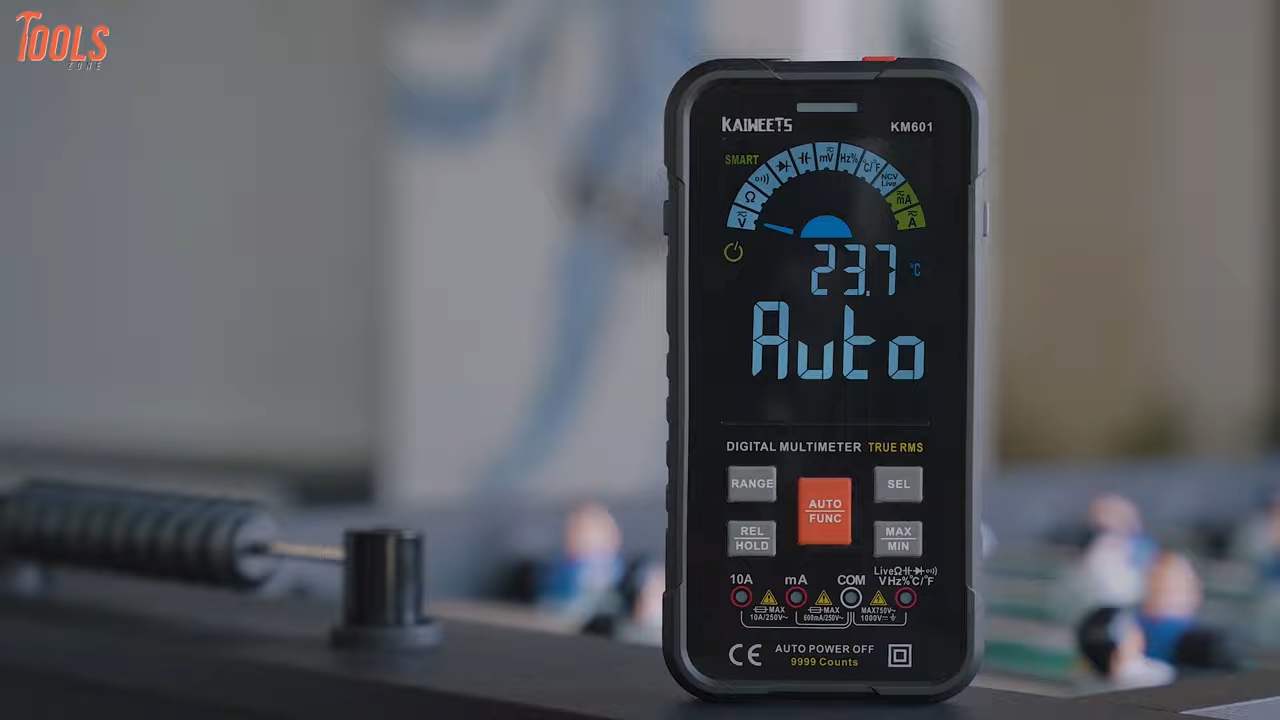 TOOLS
ZONE
KAIWEETS KM601
SMART
V Ω mV Hz% °C/°F NCV Live mA A
23.7 °C
Auto
DIGITAL MULTIMETER TRUE RMS
RANGE
AUTO
FUNC
SEL
REL
HOLD
MAX
MIN
LiveΩ
10A mA COM VHz%°C/°F
MAX
10A/250V~
MAX
600mA/250V~
MAX750V~
1000V
CE AUTO POWER OFF
9999 Counts